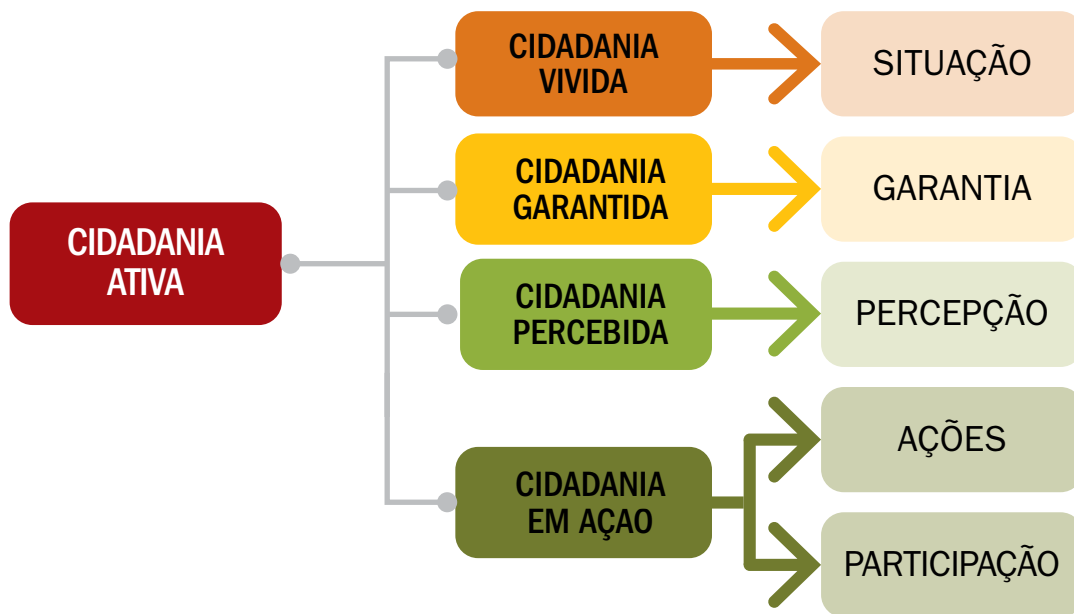 CIDADANIA
ATIVA
CIDADANIA
VIVIDA
SITUAÇÃO
CIDADANIA
GARANTIDA
GARANTIA
CIDADANIA
PERCEBIDA
PERCEPÇÃO
CIDADANIA
EM AÇAO
AÇÕES
PARTICIPAÇÃO